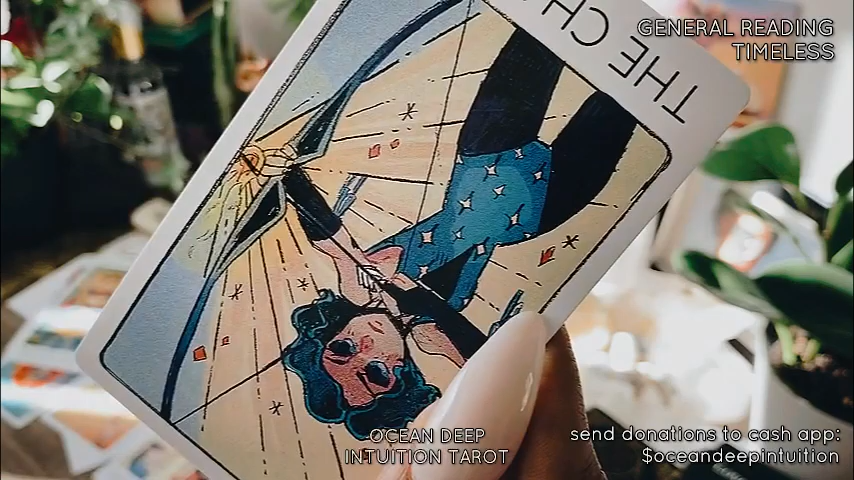 GENERAL READING
TIMELESS
THE CH
OCEAN DEEP
INTUITION TAROT
send donations to cash app:
$oceandeepintuition